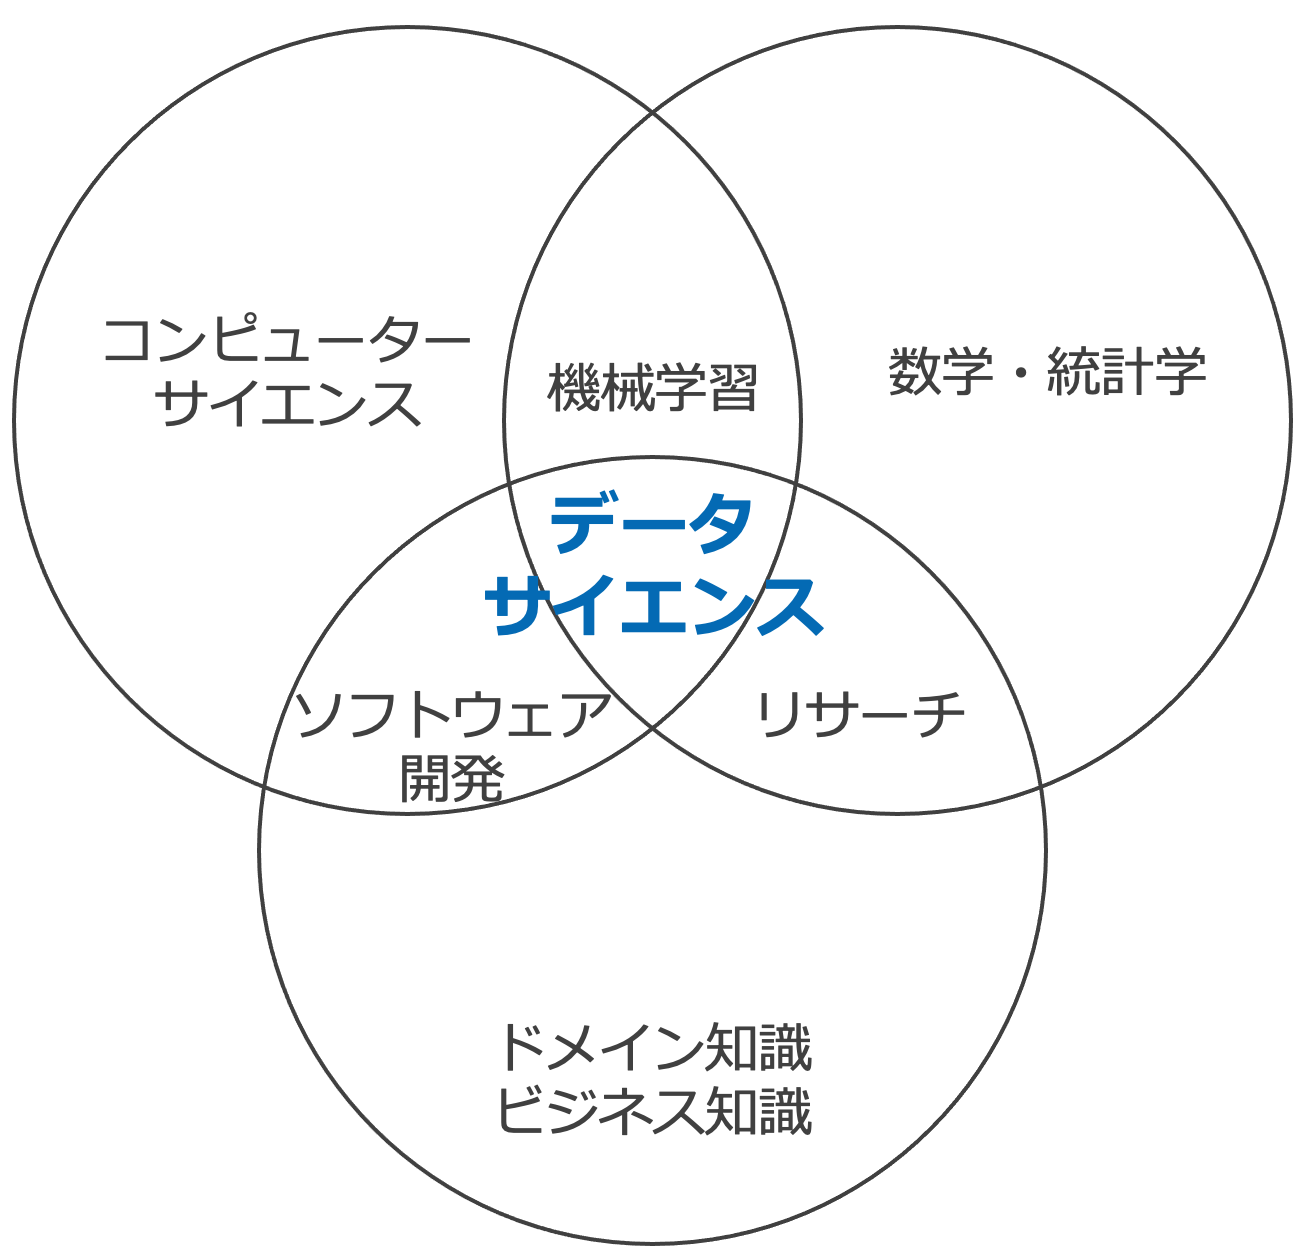 コンピューター
サイエンス
機械学習
数学・統計学
データ
サイエンス
ソフトウェア
開発
リサーチ
ドメイン知識
ビジネス知識